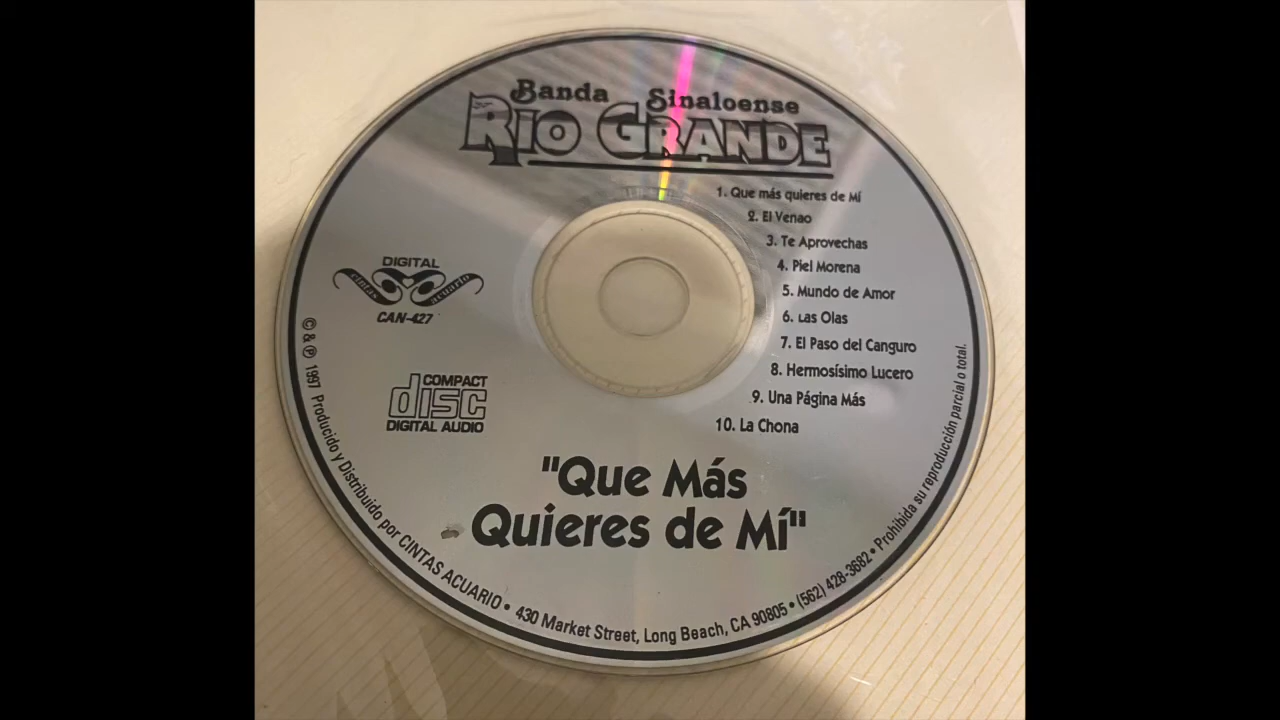 Banda Sinaloense
RIO GRANDE
1. Que más quieres de Mí
2. El Venao
3. Te Aprovechas
4. Piel Morena
5. Mundo de Amor
6. Las Olas
7. El Paso del Canguro
8. Hermosísimo Lucero
9. Una Página Más
10. La Chona
DIGITAL
cintas acuario
CAN-427
COMPACT
disc
DIGITAL AUDIO
"Que Más
Quieres de Mí"
© & ℗ 1997 Producido y Distribuido por CINTAS ACUARIO • 430 Market Street, Long Beach, CA 90805 • (562) 428-3682 • Prohibida su reproducción parcial o total.